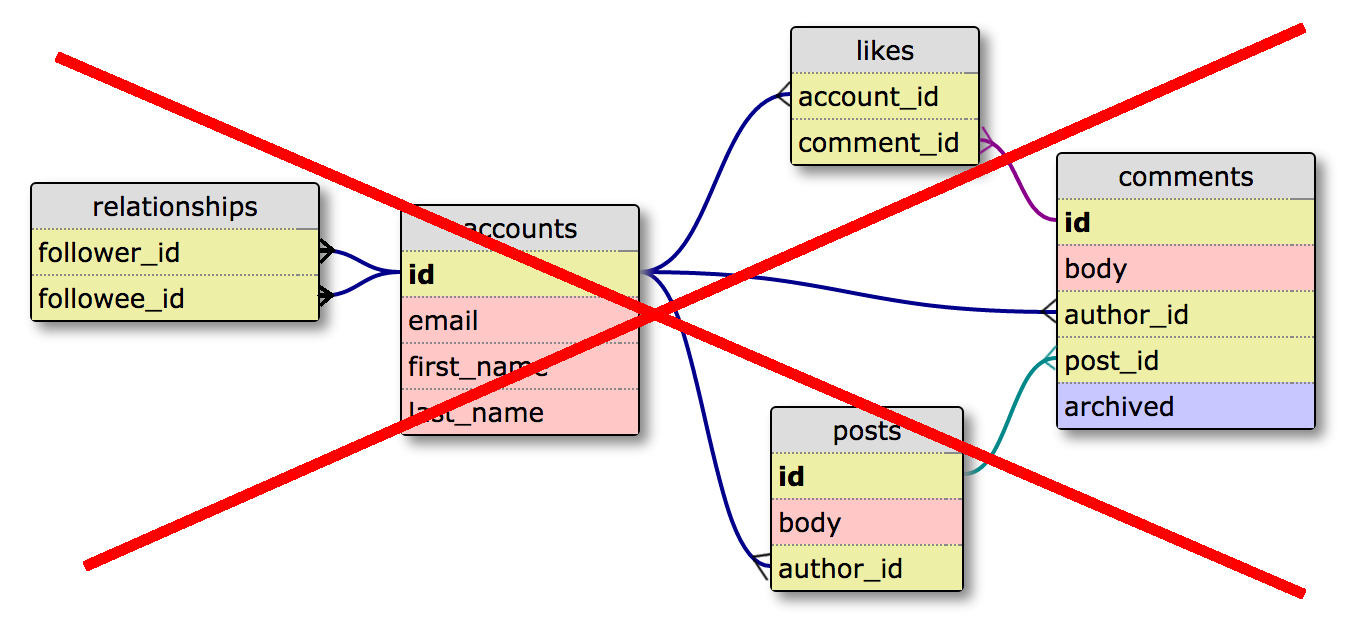 relationships
follower_id
followee_id
accounts
id
email
first_name
last_name
likes
account_id
comment_id
comments
id
body
author_id
post_id
archived
posts
id
body
author_id